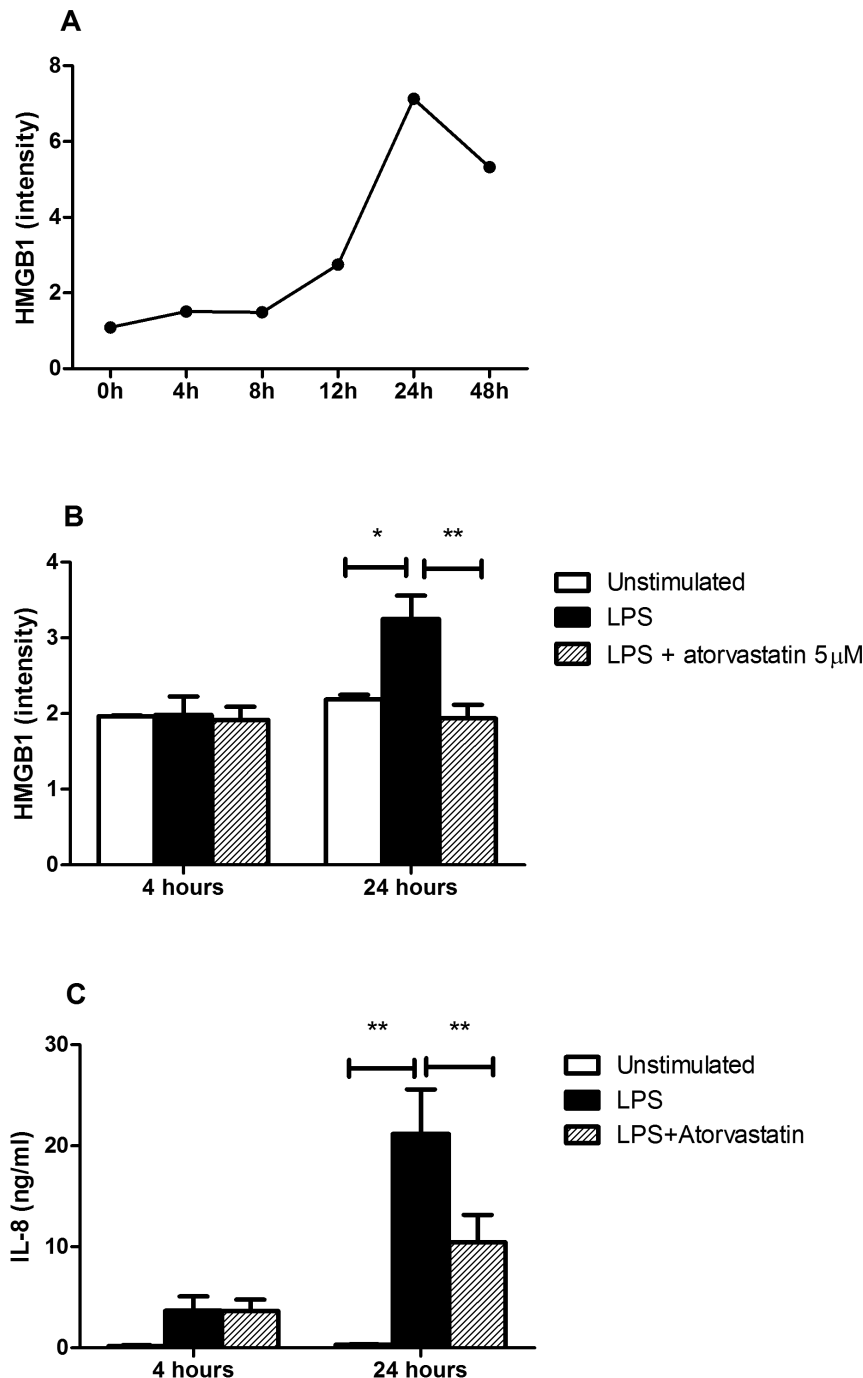 A
HMGB1 (intensity)
8
6
4
2
0
0h 4h 8h 12h 24h 48h
B
* **
HMGB1 (intensity)
4
3
2
1
0
4 hours 24 hours
Unstimulated
LPS
LPS + atorvastatin 5μM
C
** **
IL-8 (ng/ml)
30
20
10
0
4 hours 24 hours
Unstimulated
LPS
LPS+Atorvastatin